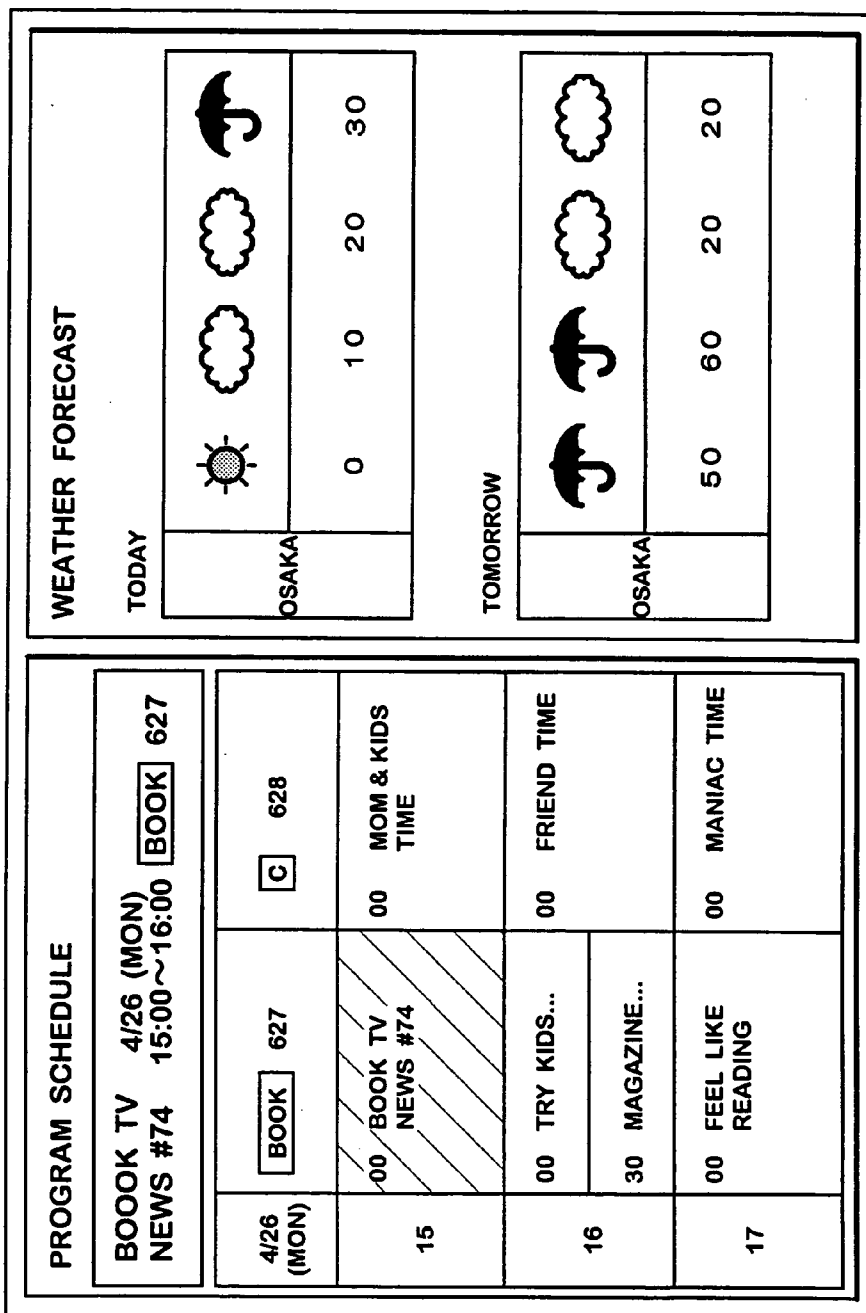 PROGRAM SCHEDULE
BOOOK TV 4/26 (MON)
NEWS #74 15:00～16:00 BOOK 627
4/26 (MON)
BOOK 627
C 628
15
00 BOOK TV
NEWS #74
00 MOM & KIDS
TIME
16
00 TRY KIDS...
30 MAGAZINE...
00 FRIEND TIME
17
00 FEEL LIKE
READING
00 MANIAC TIME
WEATHER FORECAST
TODAY
OSAKA
0 10 20 30
TOMORROW
OSAKA
50 60 20 20